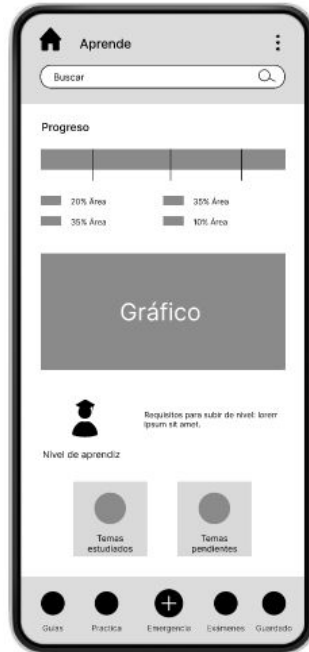 Aprende
Buscar
Progreso
20% Área
35% Área
35% Área
10% Área
Gráfico
Requisitos para subir de nivel: lorem
ipsum sit amet.
Nivel de aprendiz
Temas
estudiados
Temas
pendientes
Guías
Practica
Emergencia
Exámenes
Guardado